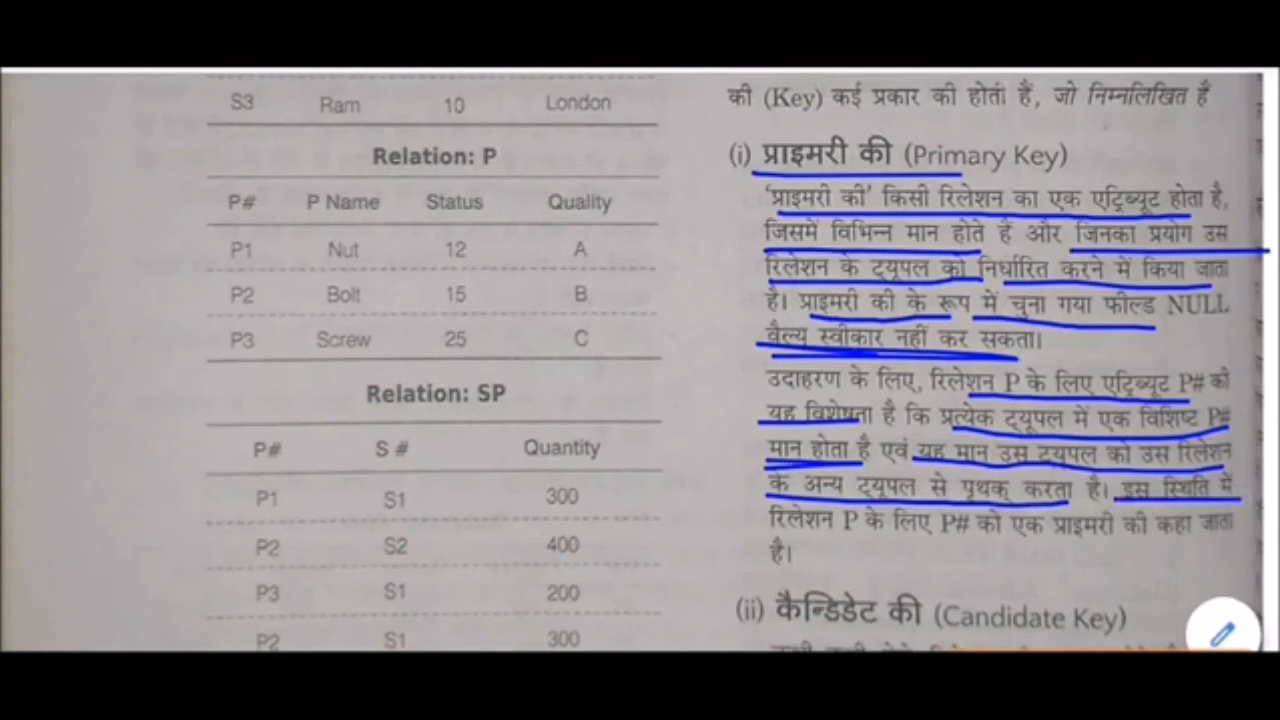 S3 Ram 10 London
Relation: P
P# P Name Status Quality
P1 Nut 12 A
P2 Bolt 15 B
P3 Screw 25 C
Relation: SP
P# S # Quantity
P1 S1 300
P2 S2 400
P3 S1 200
P2 S1 300
की (Key) कई प्रकार की होती हैं, जो निम्नलिखित हैं
(i) प्राइमरी की (Primary Key)
'प्राइमरी की' किसी रिलेशन का एक एट्रिब्यूट होता है,
जिसमें विभिन्न मान होते हैं और जिनका प्रयोग उस
रिलेशन के ट्यूपल को निर्धारित करने में किया जाता
है। प्राइमरी की के रूप में चुना गया फील्ड NULL
वैल्यू स्वीकार नहीं कर सकता।
उदाहरण के लिए, रिलेशन P के लिए एट्रिब्यूट P# की
यह विशेषता है कि प्रत्येक ट्यूपल में एक विशिष्ट P#
मान होता है एवं यह मान उस ट्यूपल को उस रिलेशन
के अन्य ट्यूपल से पृथक् करता है। इस स्थिति में
रिलेशन P के लिए P# को एक प्राइमरी की कहा जाता
है।
(ii) कैन्डिडेट की (Candidate Key)